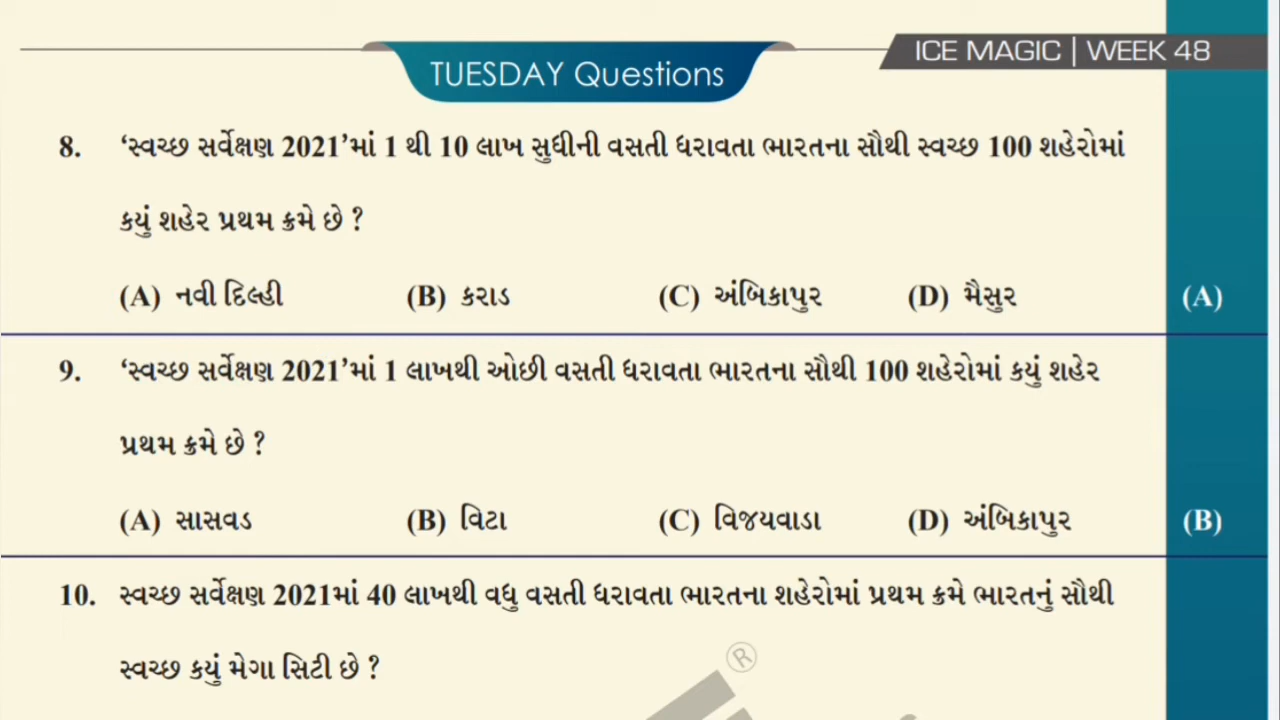 TUESDAY Questions
ICE MAGIC | WEEK 48
8. ‘સ્વચ્છ સર્વેક્ષણ 2021’માં 1 થી 10 લાખ સુધીની વસતી ધરાવતા ભારતના સૌથી સ્વચ્છ 100 શહેરોમાં
કયું શહેર પ્રથમ ક્રમે છે ?
(A) નવી દિલ્હી (B) કરાડ (C) અંબિકાપુર (D) મૈસુર (A)
9. ‘સ્વચ્છ સર્વેક્ષણ 2021’માં 1 લાખથી ઓછી વસતી ધરાવતા ભારતના સૌથી 100 શહેરોમાં કયું શહેર
પ્રથમ ક્રમે છે ?
(A) સાસવડ (B) વિટા (C) વિજયવાડા (D) અંબિકાપુર (B)
10. સ્વચ્છ સર્વેક્ષણ 2021માં 40 લાખથી વધુ વસતી ધરાવતા ભારતના શહેરોમાં પ્રથમ ક્રમે ભારતનું સૌથી
સ્વચ્છ કયું મેગા સિટી છે ?
®